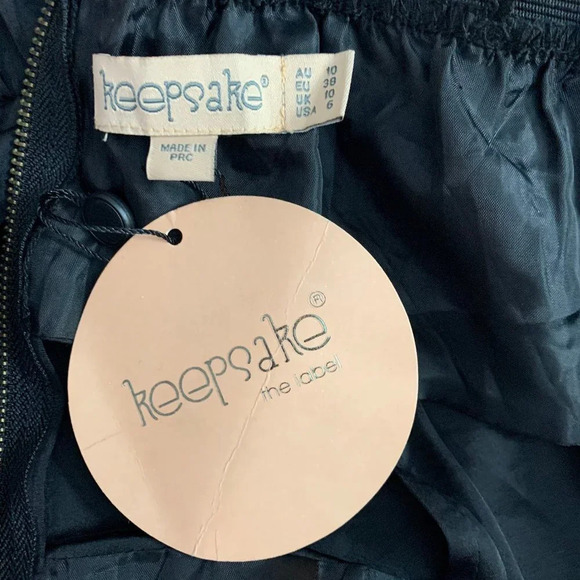 keepsake®
AU 10
EU 38
UK 10
USA 6
MADE IN
PRC
keepsake®
the label